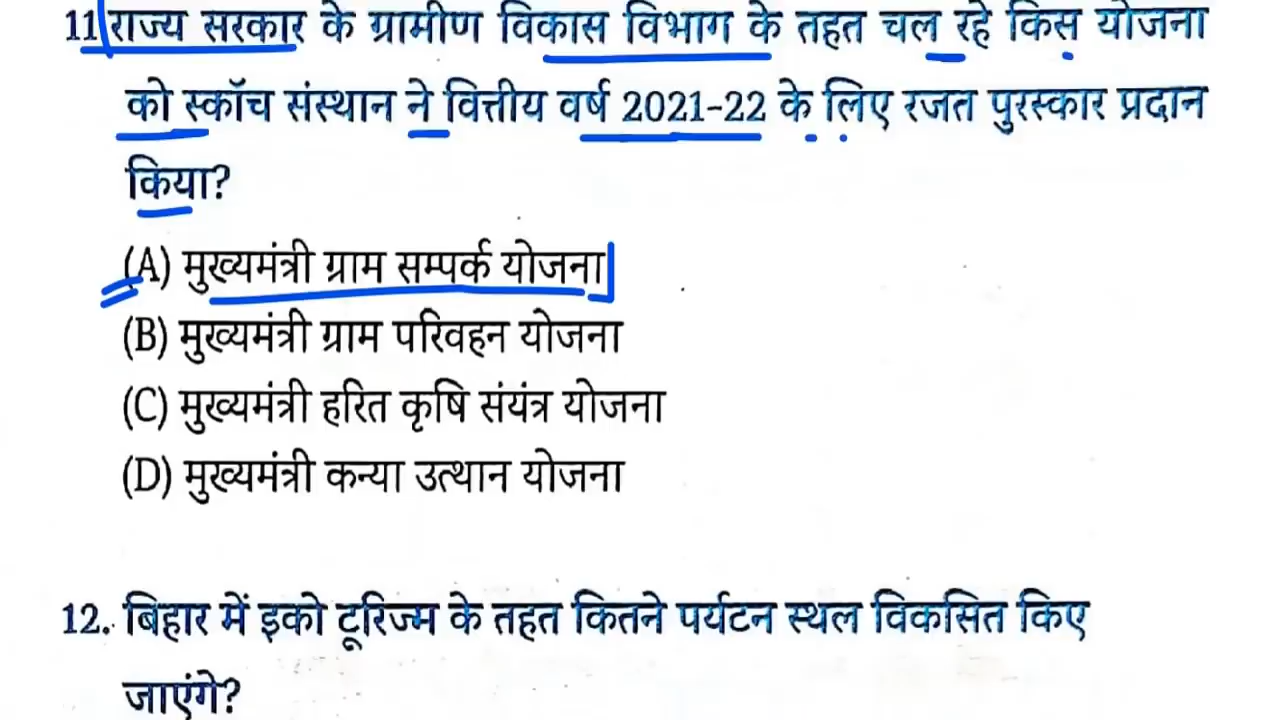 11 राज्य सरकार के ग्रामीण विकास विभाग के तहत चल रहे किस योजना
को स्कॉच संस्थान ने वित्तीय वर्ष 2021-22 के लिए रजत पुरस्कार प्रदान
किया?
(A) मुख्यमंत्री ग्राम सम्पर्क योजना
(B) मुख्यमंत्री ग्राम परिवहन योजना
(C) मुख्यमंत्री हरित कृषि संयंत्र योजना
(D) मुख्यमंत्री कन्या उत्थान योजना
12. बिहार में इको टूरिज्म के तहत कितने पर्यटन स्थल विकसित किए
जाएंगे?